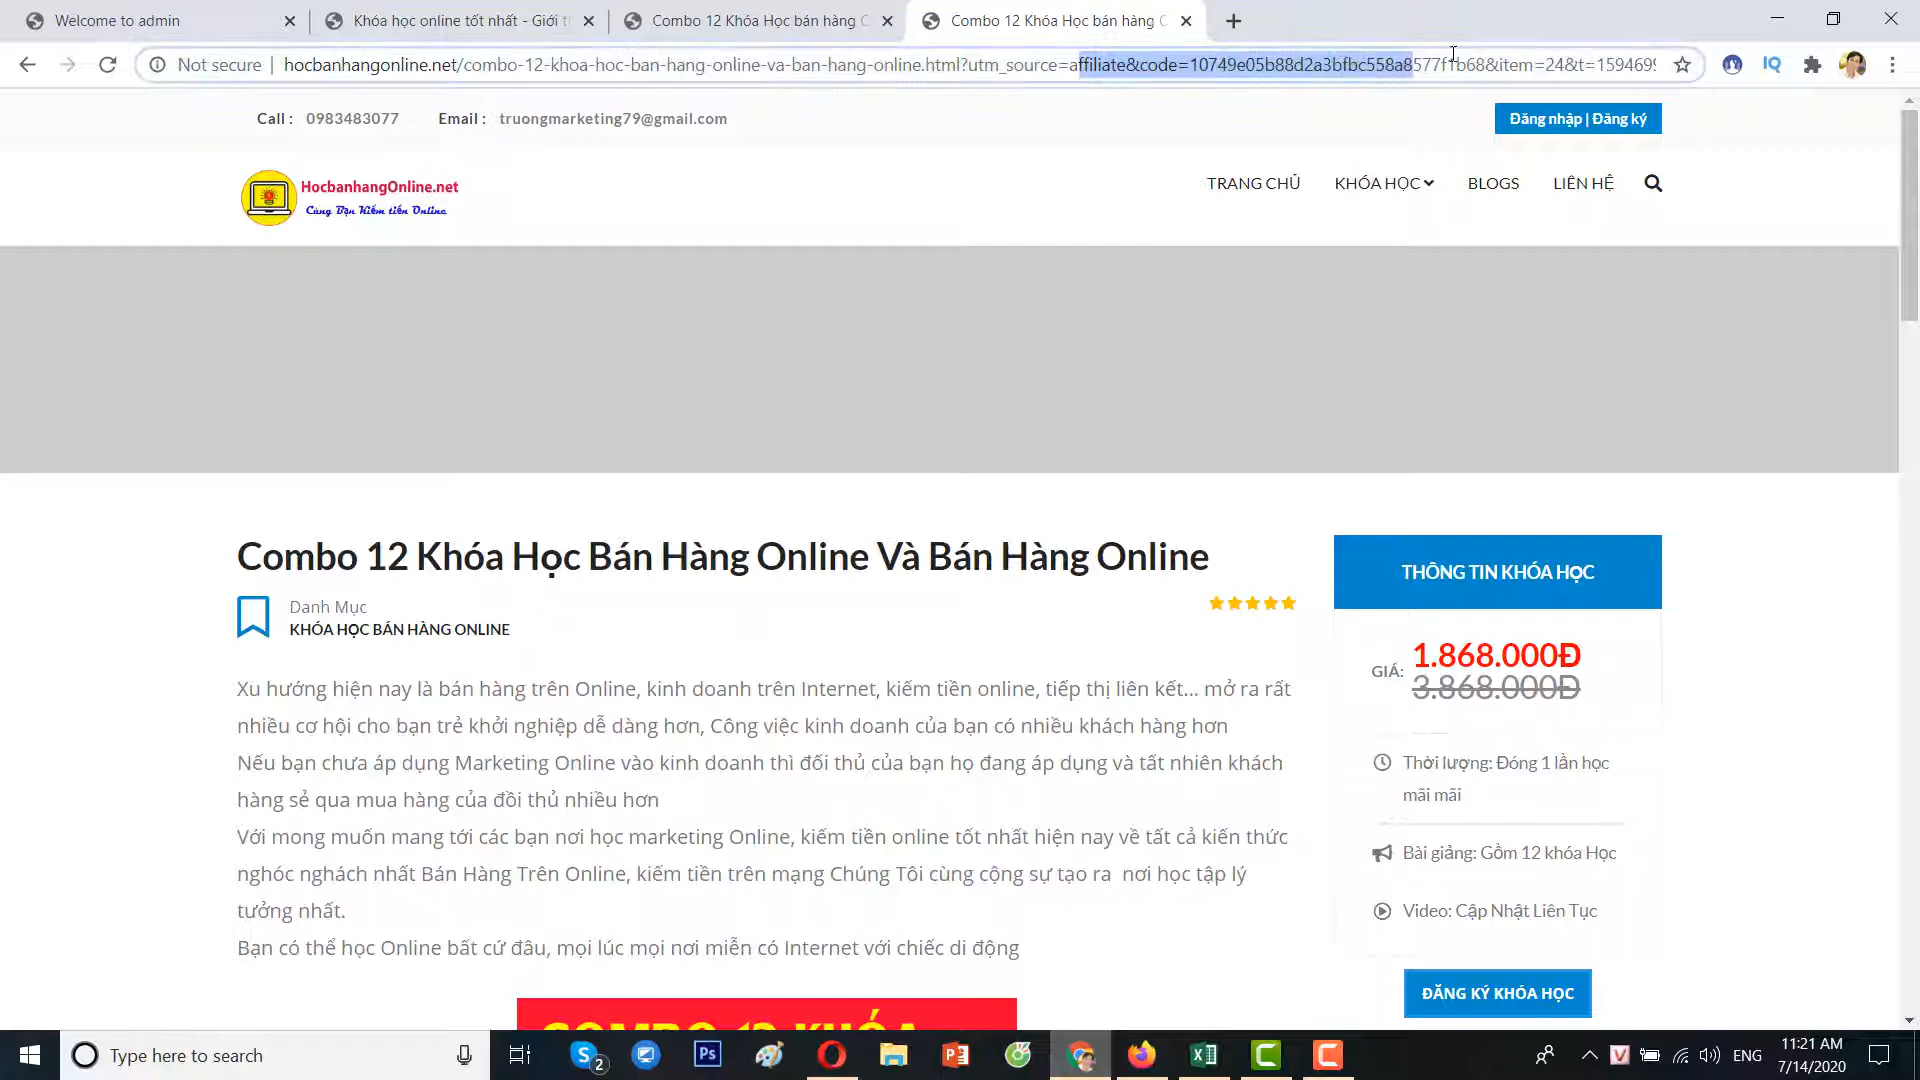 Welcome to admin
Khóa học online tốt nhất - Giới t
Combo 12 Khóa Học bán hàng O
Combo 12 Khóa Học bán hàng O
Not secure | hocbanhangonline.net/combo-12-khoa-hoc-ban-hang-online-va-ban-hang-online.html?utm_source=affiliate&code=10749e05b88d2a3bfbc558a8577f1b68&item=24&t=159469
IQ
Call : 0983483077 Email : truongmarketing79@gmail.com
Đăng nhập | Đăng ký
HocbanhangOnline.net
Cùng Bạn Kiếm tiền Online
TRANG CHỦ KHÓA HỌC BLOGS LIÊN HỆ
Combo 12 Khóa Học Bán Hàng Online Và Bán Hàng Online
Danh Mục
KHÓA HỌC BÁN HÀNG ONLINE
Xu hướng hiện nay là bán hàng trên Online, kinh doanh trên Internet, kiếm tiền online, tiếp thị liên kết... mở ra rất
nhiều cơ hội cho bạn trẻ khởi nghiệp dễ dàng hơn, Công việc kinh doanh của bạn có nhiều khách hàng hơn
Nếu bạn chưa áp dụng Marketing Online vào kinh doanh thì đối thủ của bạn họ đang áp dụng và tất nhiên khách
hàng sẻ qua mua hàng của đồi thủ nhiều hơn
Với mong muốn mang tới các bạn nơi học marketing Online, kiếm tiền online tốt nhất hiện nay về tất cả kiến thức
nghóc nghách nhất Bán Hàng Trên Online, kiếm tiền trên mạng Chúng Tôi cùng cộng sự tạo ra nơi học tập lý
tưởng nhất.
Bạn có thể học Online bất cứ đâu, mọi lúc mọi nơi miễn có Internet với chiếc di động
COMBO 12 KHÓA
THÔNG TIN KHÓA HỌC
GIÁ: 1.868.000Đ
3.868.000Đ
Thời lượng: Đóng 1 lần học
mãi mãi
Bài giảng: Gồm 12 khóa Học
Video: Cập Nhật Liên Tục
ĐĂNG KÝ KHÓA HỌC
Type here to search
2
Ps
ENG
11:21 AM
7/14/2020